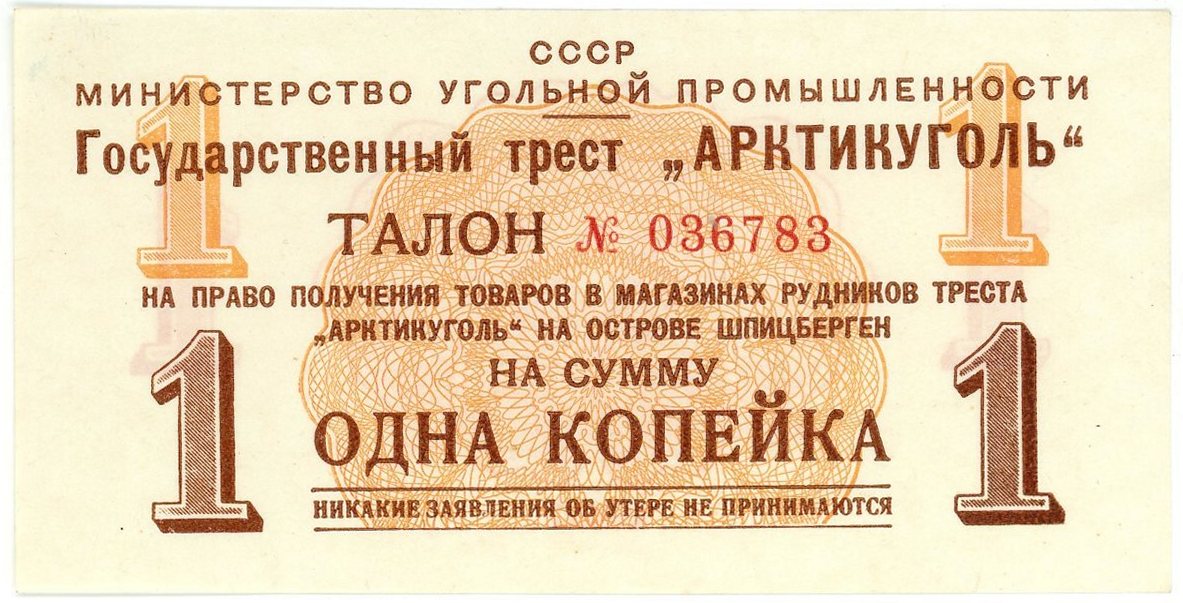 СССР
МИНИСТЕРСТВО УГОЛЬНОЙ ПРОМЫШЛЕННОСТИ
Государственный трест „АРКТИКУГОЛЬ“
ТАЛОН № 036783
НА ПРАВО ПОЛУЧЕНИЯ ТОВАРОВ В МАГАЗИНАХ РУДНИКОВ ТРЕСТА
„АРКТИКУГОЛЬ“ НА ОСТРОВЕ ШПИЦБЕРГЕН
НА СУММУ
ОДНА КОПЕЙКА
НИКАКИЕ ЗАЯВЛЕНИЯ ОБ УТЕРЕ НЕ ПРИНИМАЮТСЯ
1 1
1 1